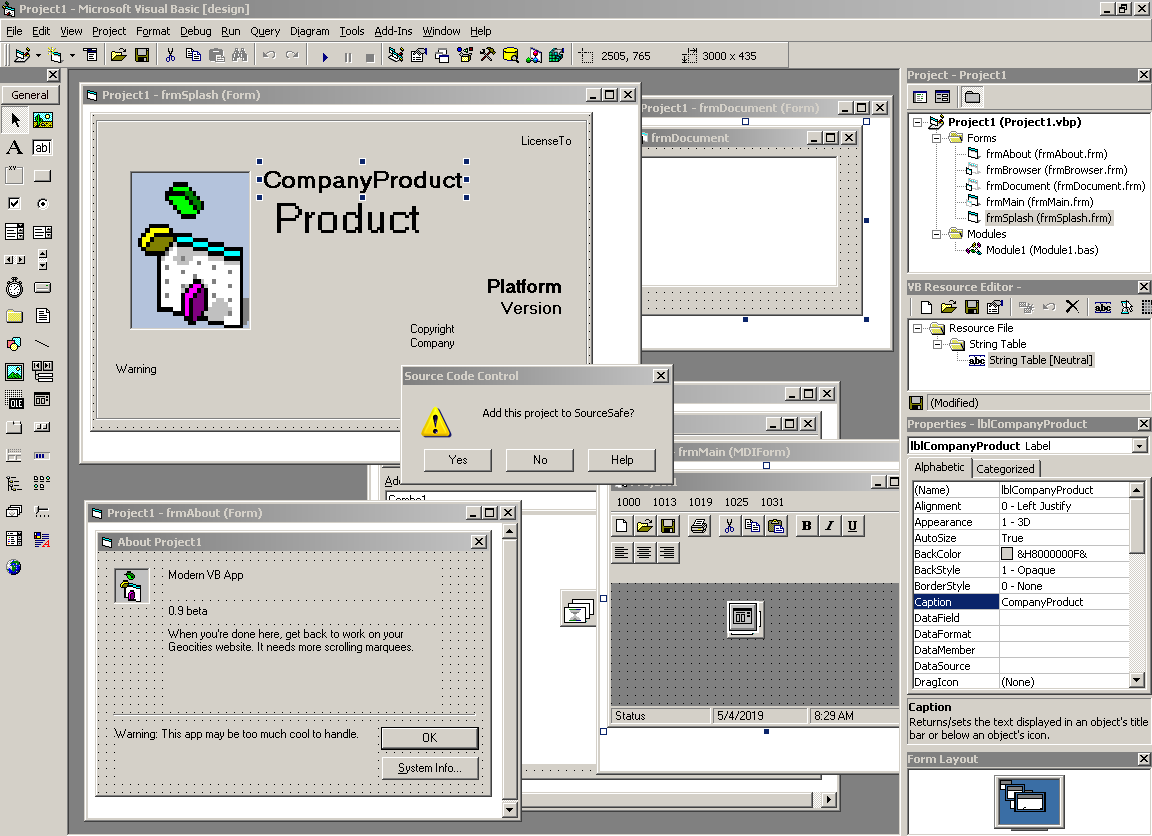 Project1 - Microsoft Visual Basic [design]
File Edit View Project Format Debug Run Query Diagram Tools Add-Ins Window Help
2505, 765 3000 x 435
General
A abl
xy
OLE
Project1 - frmSplash (Form)
LicenseTo
CompanyProduct
Product
Platform
Version
Copyright
Company
Warning
Project1 - frmDocument (Form)
frmDocument
Source Code Control
Add this project to SourceSafe?
Yes No Help
Combo1
- frmMain (MDIForm)
1000 1013 1019 1025 1031
B I U
Status 5/4/2019 8:29 AM
Project1 - frmAbout (Form)
About Project1
Modern VB App
0.9 beta
When you're done here, get back to work on your
Geocities website. It needs more scrolling marquees.
Warning: This app may be too much cool to handle.
OK
System Info...
Project - Project1
Project1 (Project1.vbp)
Forms
frmAbout (frmAbout.frm)
frmBrowser (frmBrowser.frm)
frmDocument (frmDocument.frm)
frmMain (frmMain.frm)
frmSplash (frmSplash.frm)
Modules
Module1 (Module1.bas)
VB Resource Editor -
abc
Resource File
String Table
abc String Table [Neutral]
(Modified)
Properties - lblCompanyProduct
lblCompanyProduct Label
Alphabetic Categorized
(Name) lblCompanyProduct
Alignment 0 - Left Justify
Appearance 1 - 3D
AutoSize True
BackColor &H8000000F&
BackStyle 1 - Opaque
BorderStyle 0 - None
Caption CompanyProduct
DataField
DataFormat
DataMember
DataSource
DragIcon (None)
Caption
Returns/sets the text displayed in an object's title
bar or below an object's icon.
Form Layout